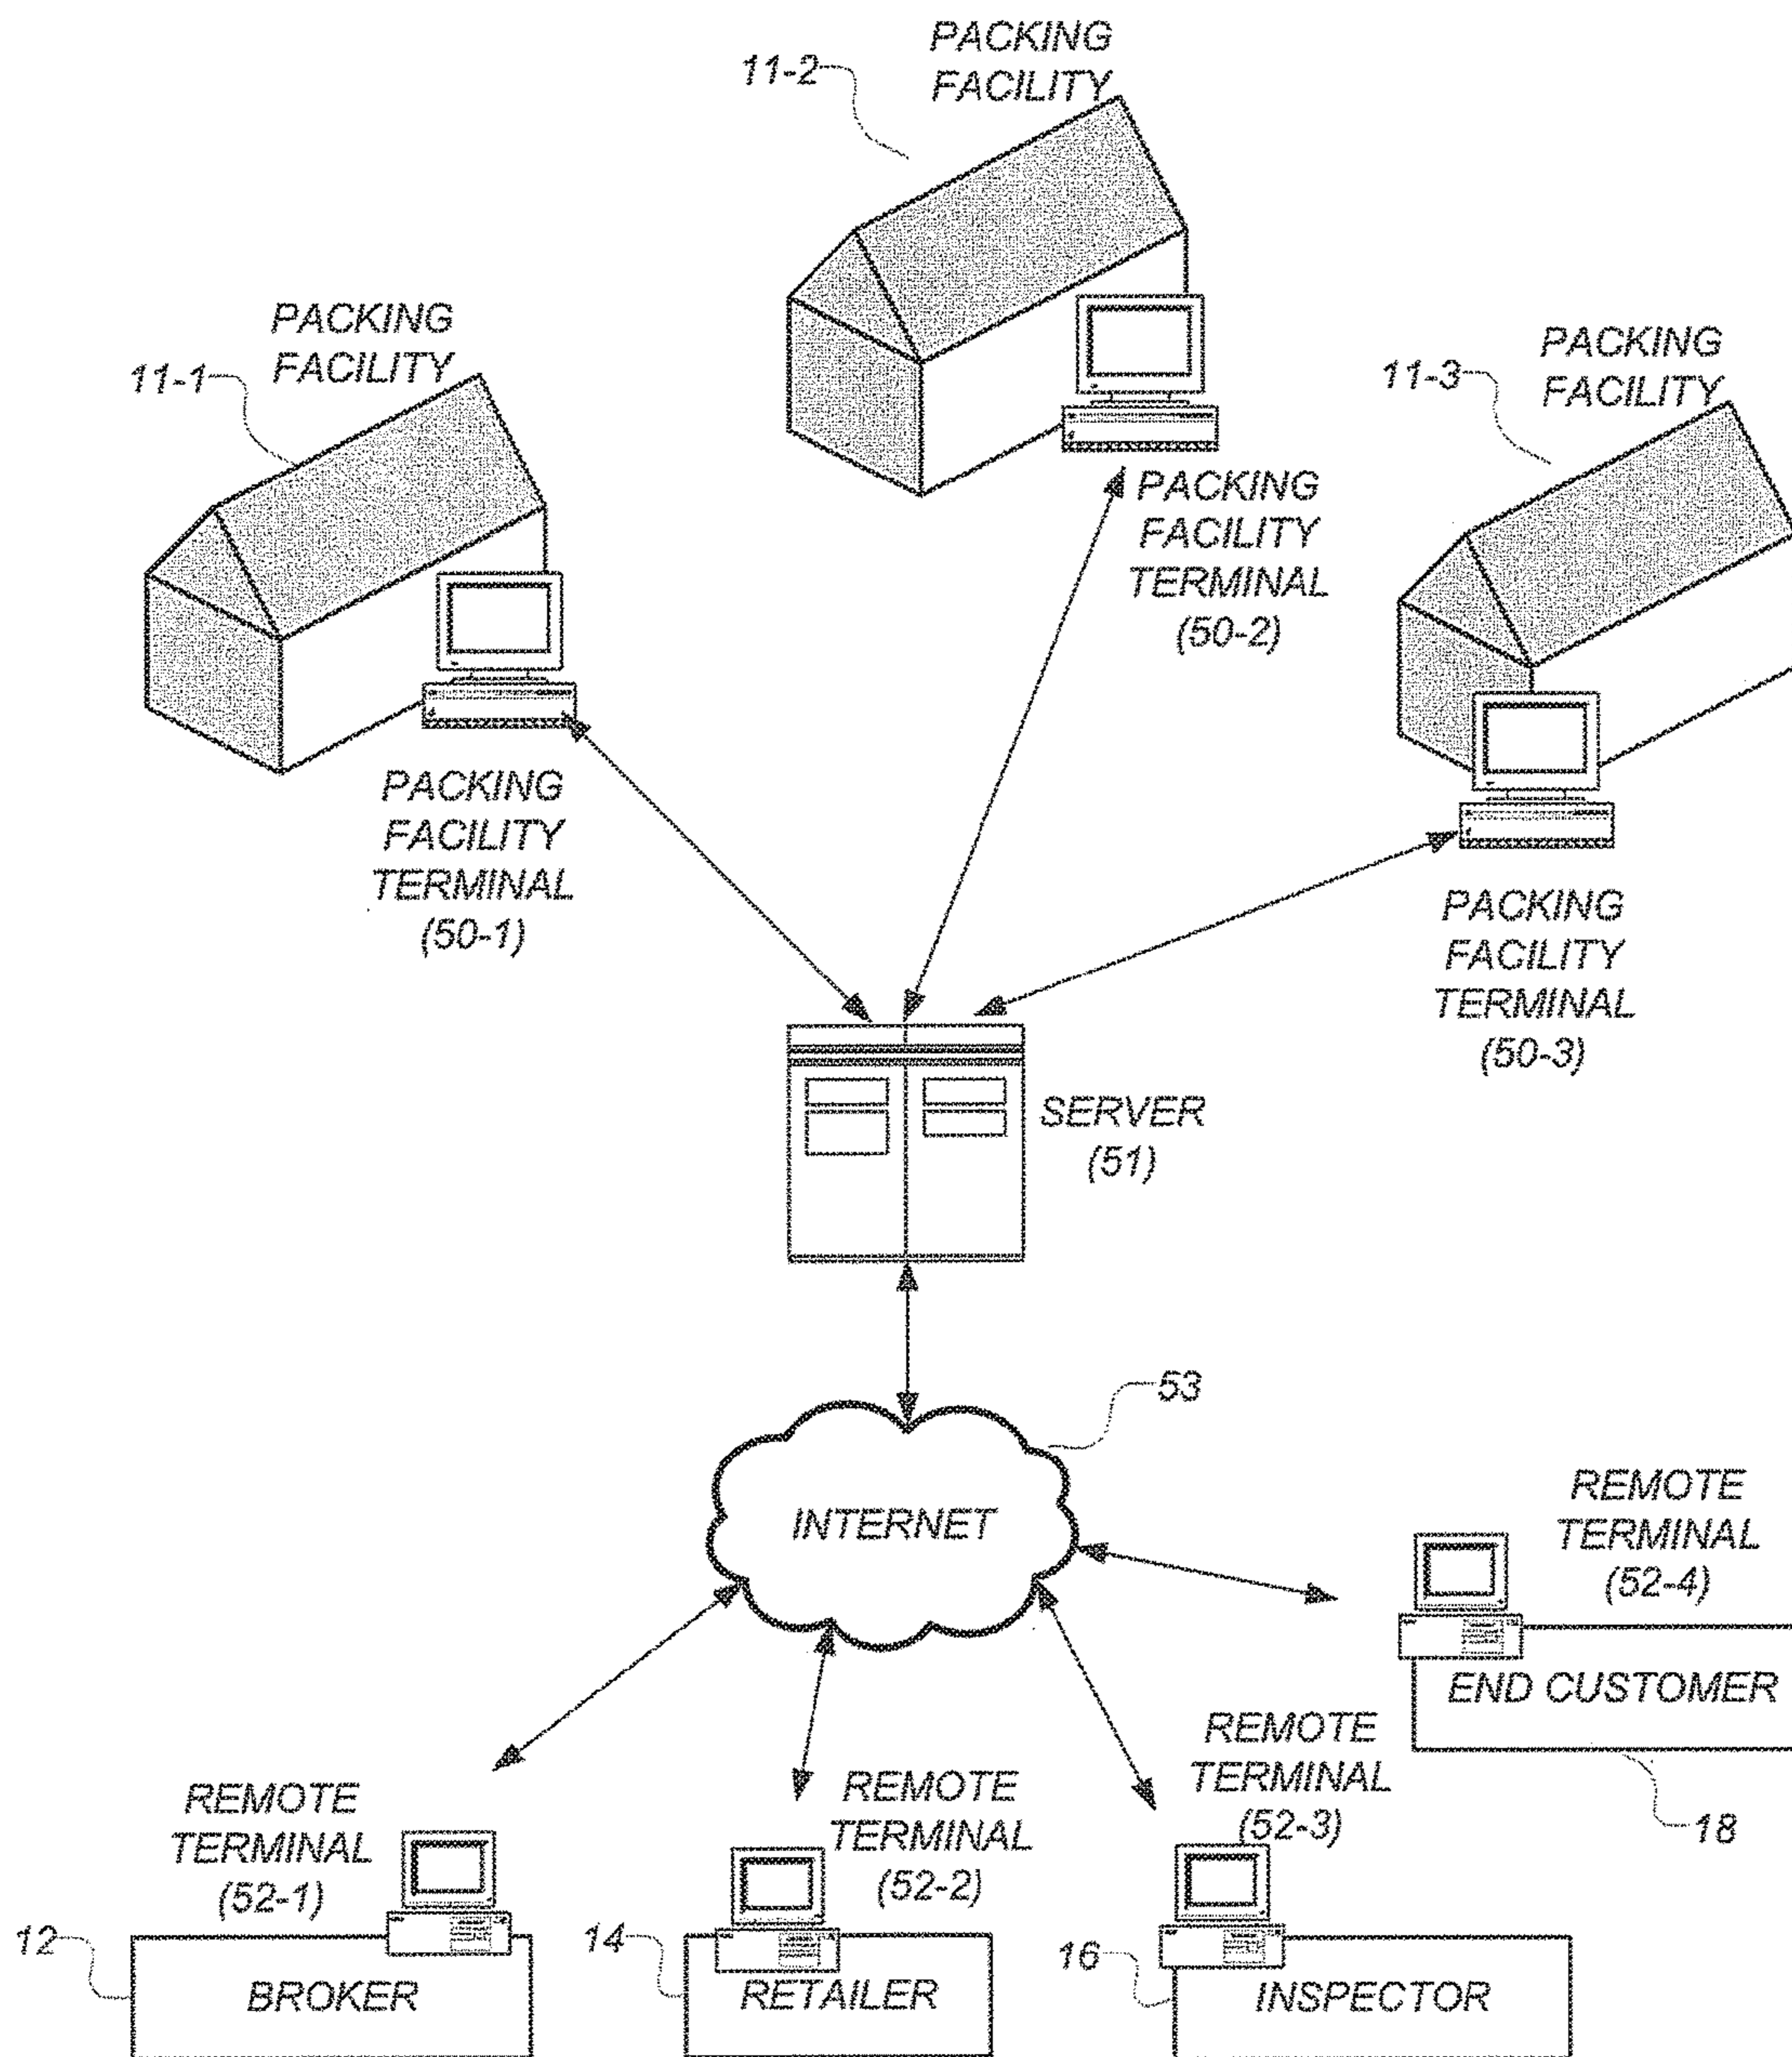 PACKING
FACILITY
11-2
PACKING
FACILITY
11-1
PACKING
FACILITY
11-3
PACKING
FACILITY
TERMINAL
(50-2)
PACKING
FACILITY
TERMINAL
(50-1)
PACKING
FACILITY
TERMINAL
(50-3)
SERVER
(51)
53
INTERNET
REMOTE
TERMINAL
(52-4)
END CUSTOMER
18
REMOTE
TERMINAL
(52-1)
12
BROKER
REMOTE
TERMINAL
(52-2)
14
RETAILER
REMOTE
TERMINAL
(52-3)
16
INSPECTOR